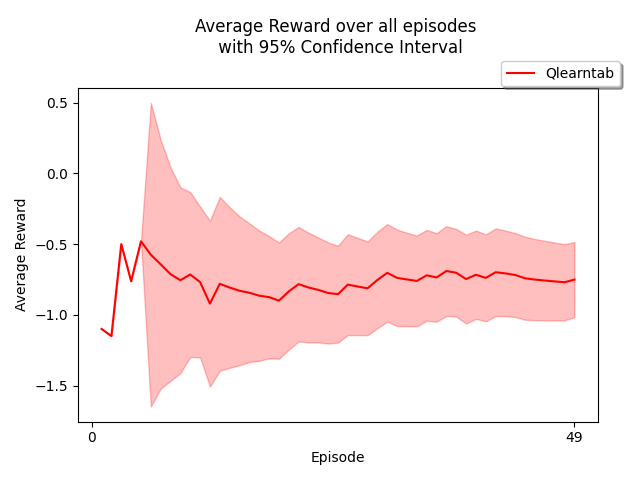 Average Reward over all episodes
with 95% Confidence Interval
Qlearntab
0.5
0.0
−0.5
−1.0
−1.5
Average Reward
0
49
Episode